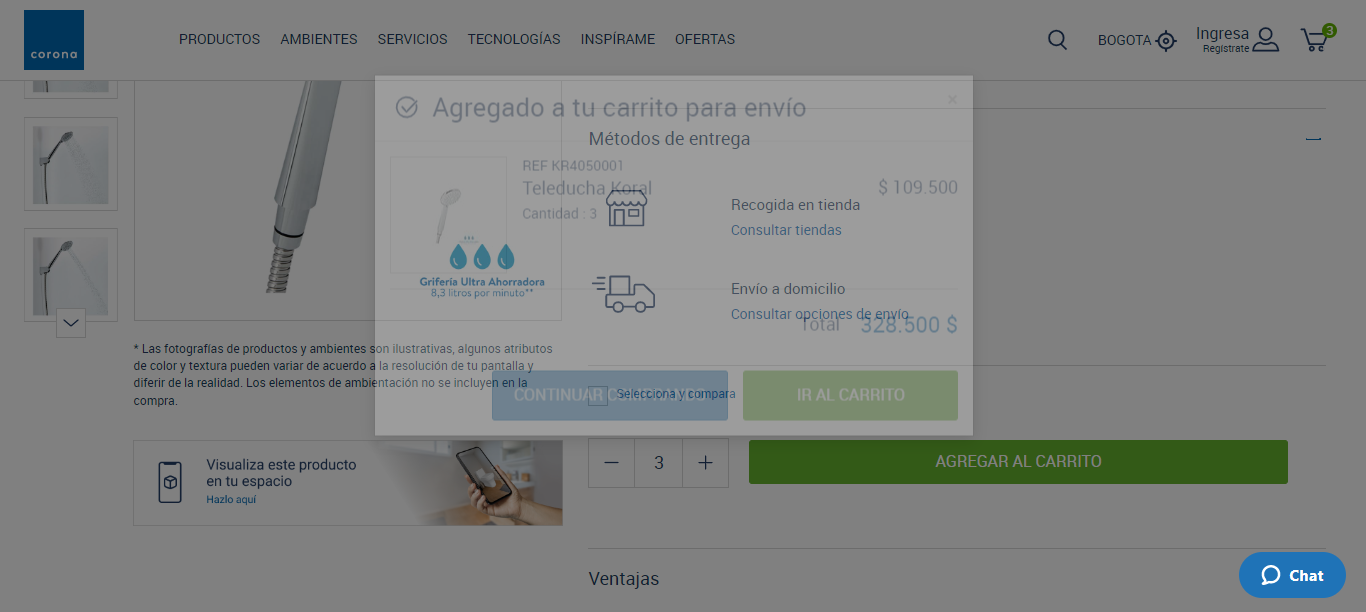 corona
PRODUCTOS AMBIENTES SERVICIOS TECNOLOGÍAS INSPÍRAME OFERTAS
BOGOTA
Ingresa
Regístrate
3
Agregado a tu carrito para envío
×
Métodos de entrega
REF KR4050001
Teleducha Koral
$ 109.500
Cantidad : 3
Recogida en tienda
Consultar tiendas
Grifería Ultra Ahorradora
8,3 litros por minuto**
Envío a domicilio
Consultar opciones de envío
Total 328.500 $
* Las fotografías de productos y ambientes son ilustrativas, algunos atributos
de color y textura pueden variar de acuerdo a la resolución de tu pantalla y
diferir de la realidad. Los elementos de ambientación no se incluyen en la
compra.
CONTINUAR COMPRANDO
Selecciona y compara
IR AL CARRITO
Visualiza este producto
en tu espacio
Hazlo aquí
— 3 +
AGREGAR AL CARRITO
Ventajas
Chat